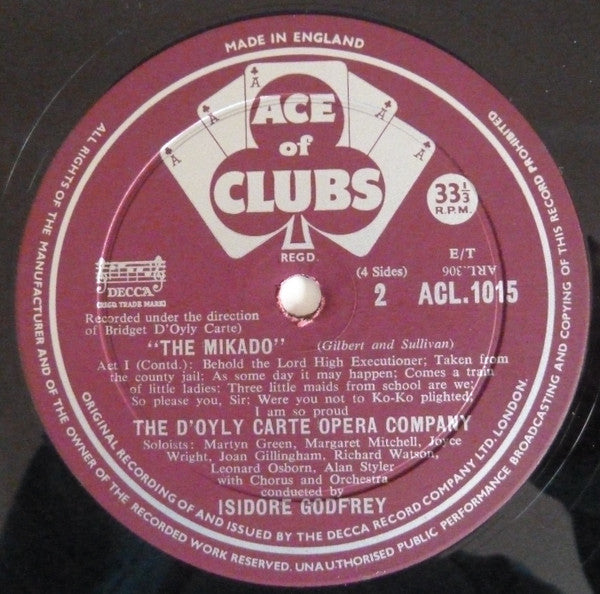 MADE IN ENGLAND
ALL RIGHTS OF THE MANUFACTURER AND OF THE OWNER OF THE RECORDED WORK RESERVED. UNAUTHORISED PUBLIC PERFORMANCE BROADCASTING AND COPYING OF THIS RECORD PROHIBITED
ORIGINAL RECORDING OF AND ISSUED BY THE DECCA RECORD COMPANY LTD. LONDON.
A A A A
ACE
of
CLUBS
REGD.
33⅓
R.P.M.
E/T
ARL.306
DECCA
(REGD TRADE MARK)
(4 Sides)
2 ACL.1015
Recorded under the direction
of Bridget D'Oyly Carte)
"THE MIKADO" (Gilbert and Sullivan)
Act I (Contd.): Behold the Lord High Executioner; Taken from
the county jail; As some day it may happen; Comes a train
of little ladies; Three little maids from school are we;
So please you, Sir; Were you not to Ko-Ko plighted;
I am so proud
THE D'OYLY CARTE OPERA COMPANY
Soloists: Martyn Green, Margaret Mitchell, Joyce
Wright, Joan Gillingham, Richard Watson,
Leonard Osborn, Alan Styler
with Chorus and Orchestra
conducted by
ISIDORE GODFREY